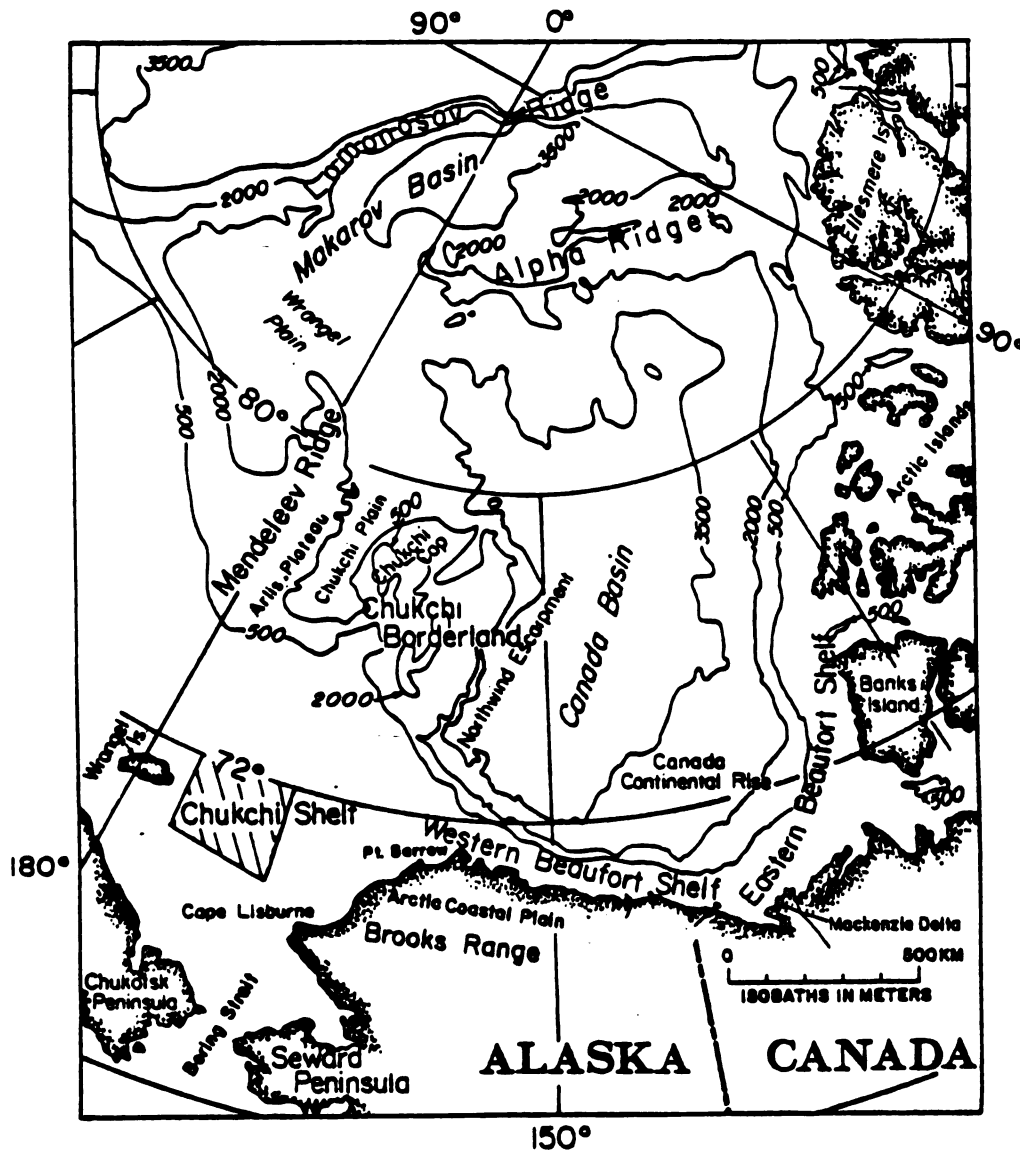 90° 0°
3500
500
Lomonosov Ridge
3500
Makarov Basin
2000
2000
2000
2000
Alpha Ridge
Ellesmere Is.
Wrangel
Plain
90°
500
2000
500
80°
Mendeleev Ridge
Arctic Islands
Arlis Plateau
Chukchi Plain
500
Chukchi
Cap
3500
2000
500
Chukchi
Borderland
500
500
Canada Basin
Northwind Escarpment
2000
Banks
Island
Eastern Beaufort Shelf
Wrangel
Is.
72°
Canada
Continental Rise
500
Chukchi Shelf
Western Beaufort Shelf
Pt. Barrow
180°
Cape Lisburne
Arctic Coastal Plain
Mackenzie Delta
Brooks Range
0 500KM
ISOBATHS IN METERS
Chukotsk
Peninsula
Bering Strait
Seward
Peninsula
ALASKA CANADA
150°